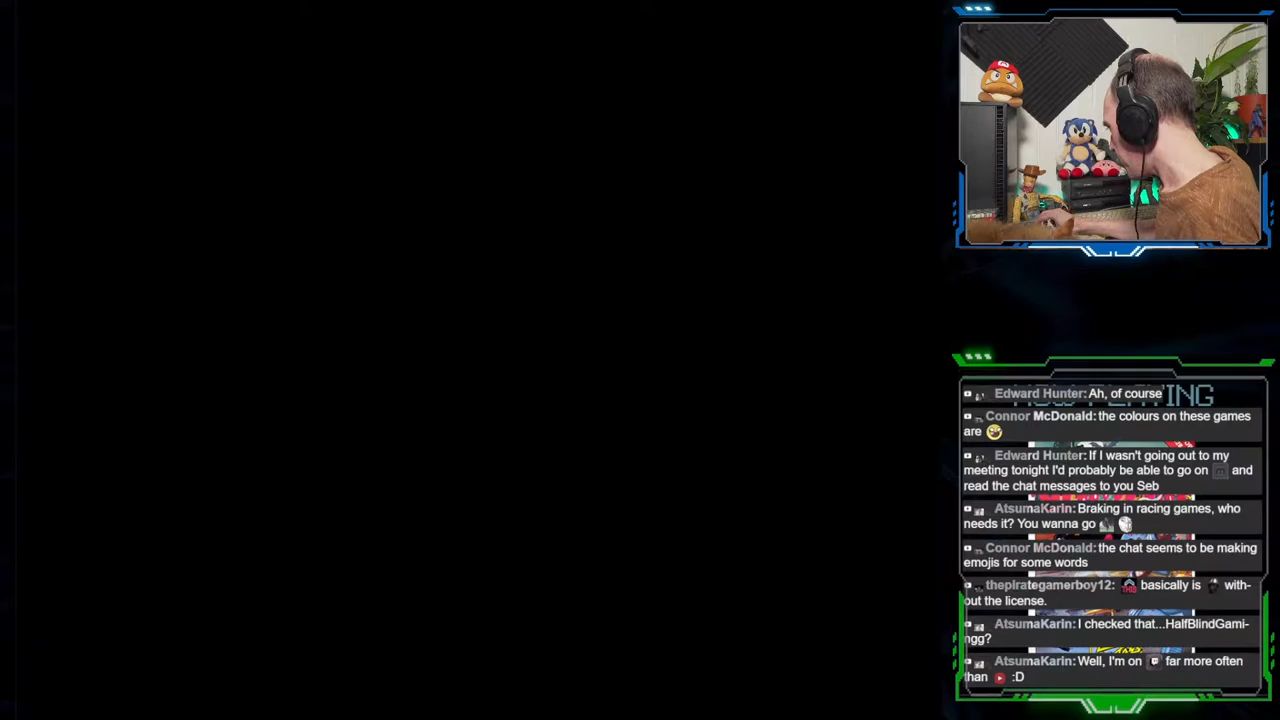 Edward Hunter: Ah, of course
Connor McDonald: the colours on these games
are
Edward Hunter: If I wasn't going out to my
meeting tonight I'd probably be able to go on and
read the chat messages to you Seb
AtsumaKarin: Braking in racing games, who
needs it? You wanna go
Connor McDonald: the chat seems to be making
emojis for some words
thepirategamerboy12: basically is with-
out the license.
AtsumaKarin: I checked that...HalfBlindGami-
ngg?
AtsumaKarin: Well, I'm on far more often
than :D